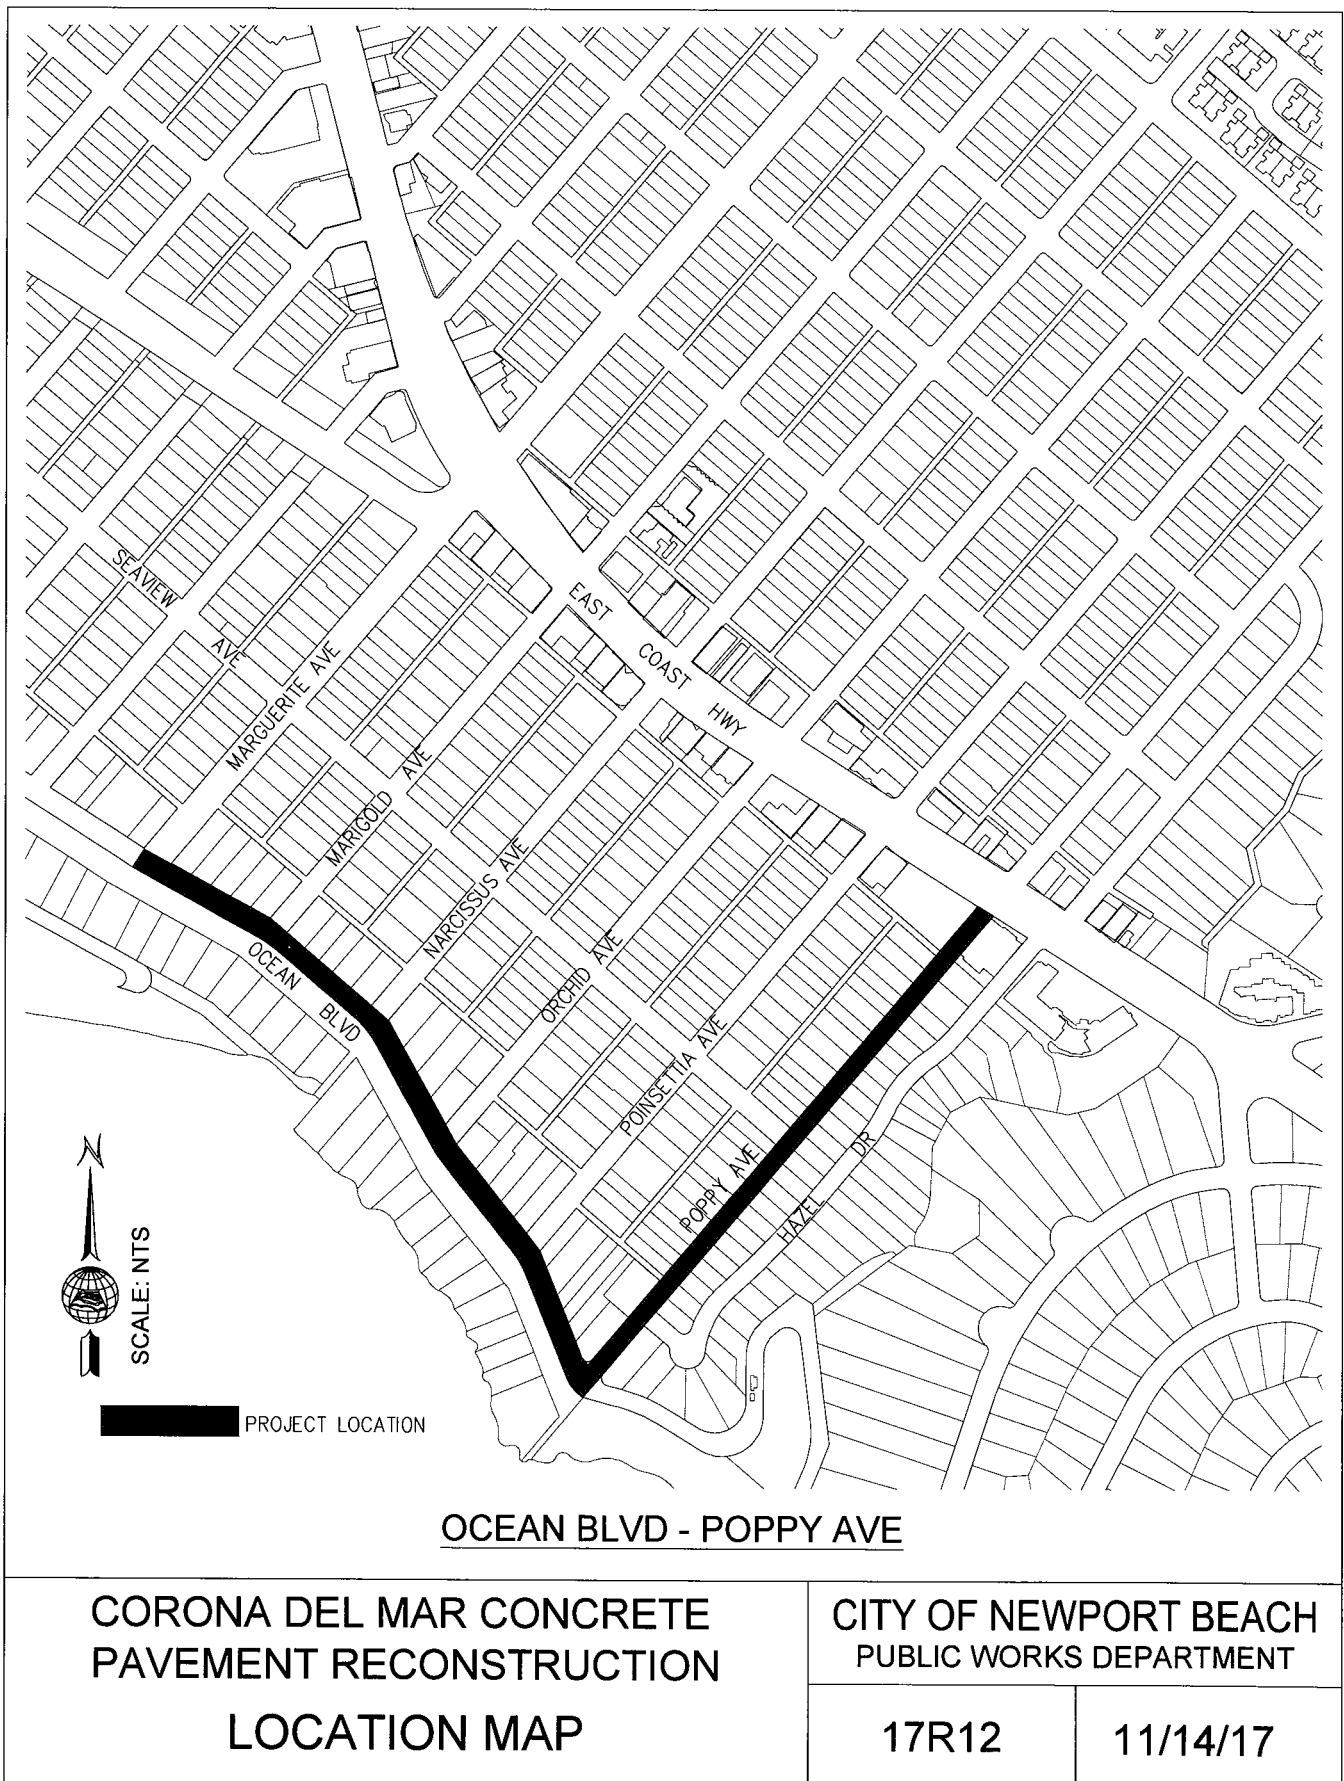 SEAVIEW
AVE
MARGUERITE AVE
MARIGOLD AVE
NARCISSUS AVE
ORCHID AVE
POINSETTIA AVE
POPPY AVE
HAZEL DR
EAST COAST HWY
OCEAN BLVD
N
SCALE: NTS
PROJECT LOCATION
OCEAN BLVD - POPPY AVE
CORONA DEL MAR CONCRETE
PAVEMENT RECONSTRUCTION
LOCATION MAP
CITY OF NEWPORT BEACH
PUBLIC WORKS DEPARTMENT
17R12
11/14/17